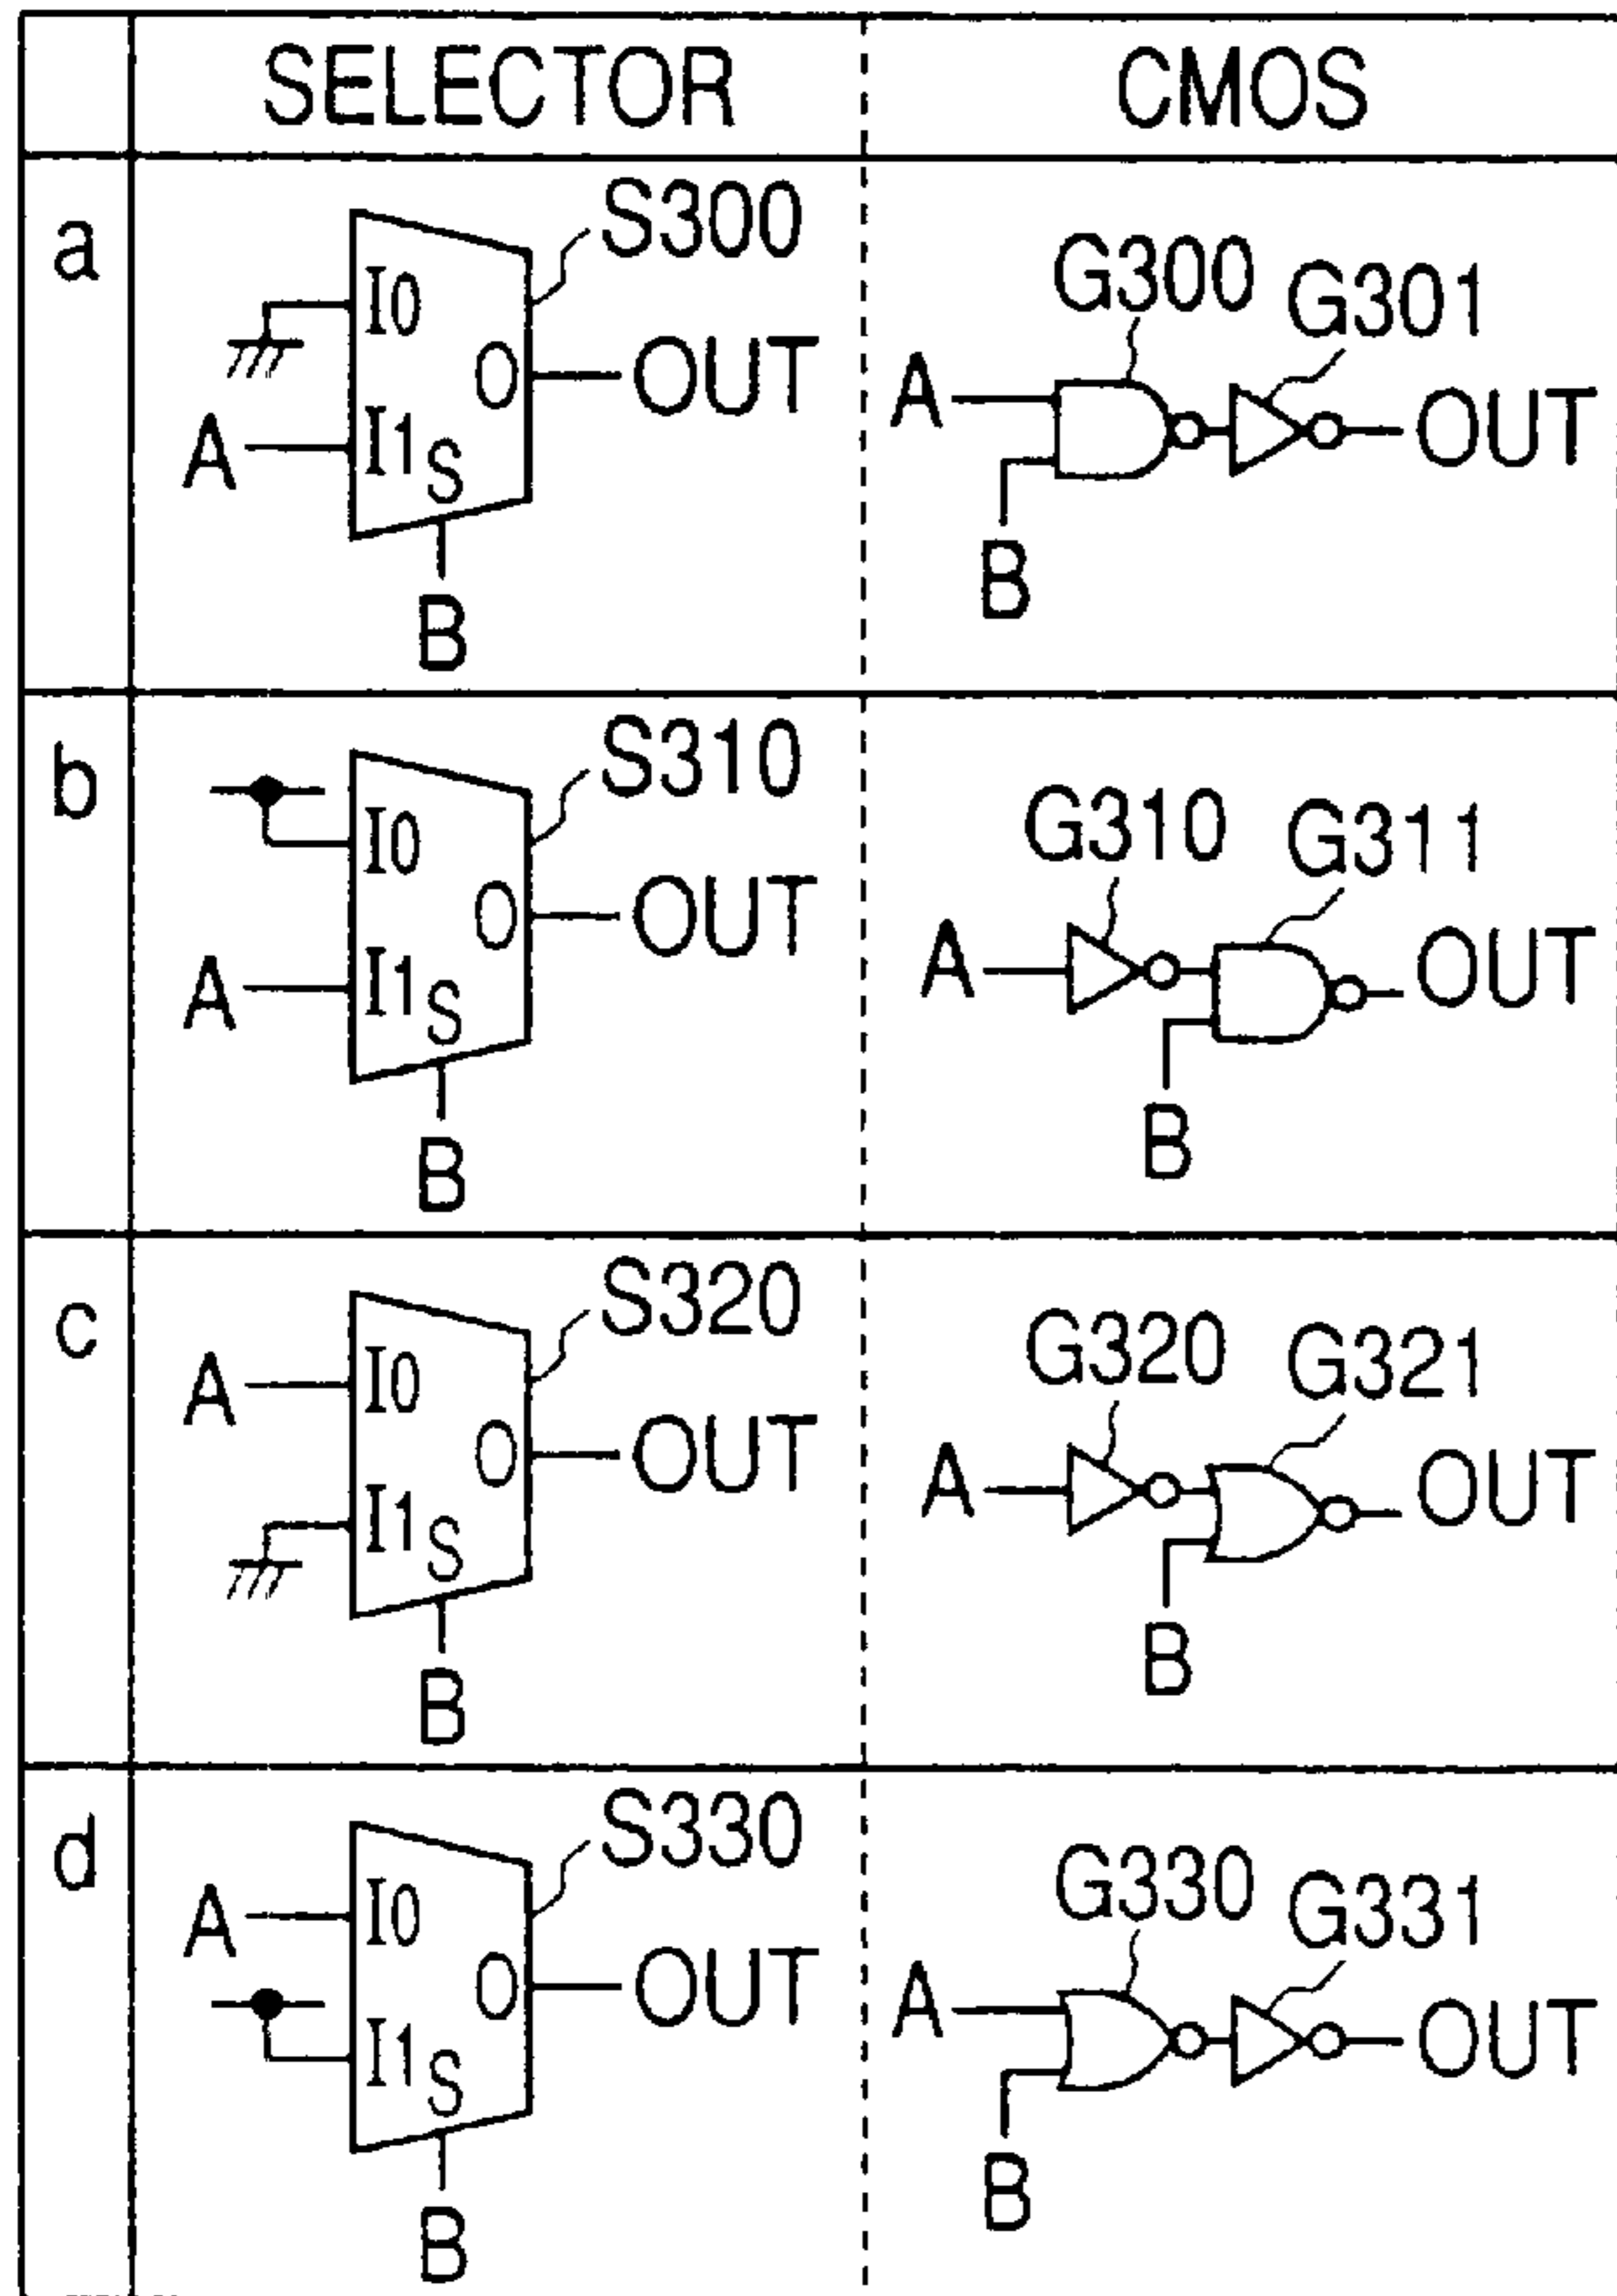 SELECTOR CMOS
a
S300
I0
O OUT
A I1 S
B
G300 G301
A OUT
B
b
S310
I0
O OUT
A I1 S
B
G310 G311
A OUT
B
c
S320
A I0
O OUT
I1 S
B
G320 G321
A OUT
B
d
S330
A I0
O OUT
I1 S
B
G330 G331
A OUT
B